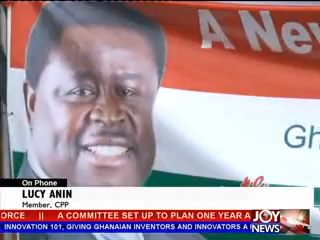 A Ne
Gh
On Phone
LUCY ANIN
Member, CPP
ORCE || A COMMITTEE SET UP TO PLAN ONE YEAR A
JOY
NEWS
INNOVATION 101, GIVING GHANAIAN INVENTORS AND INNOVATORS A